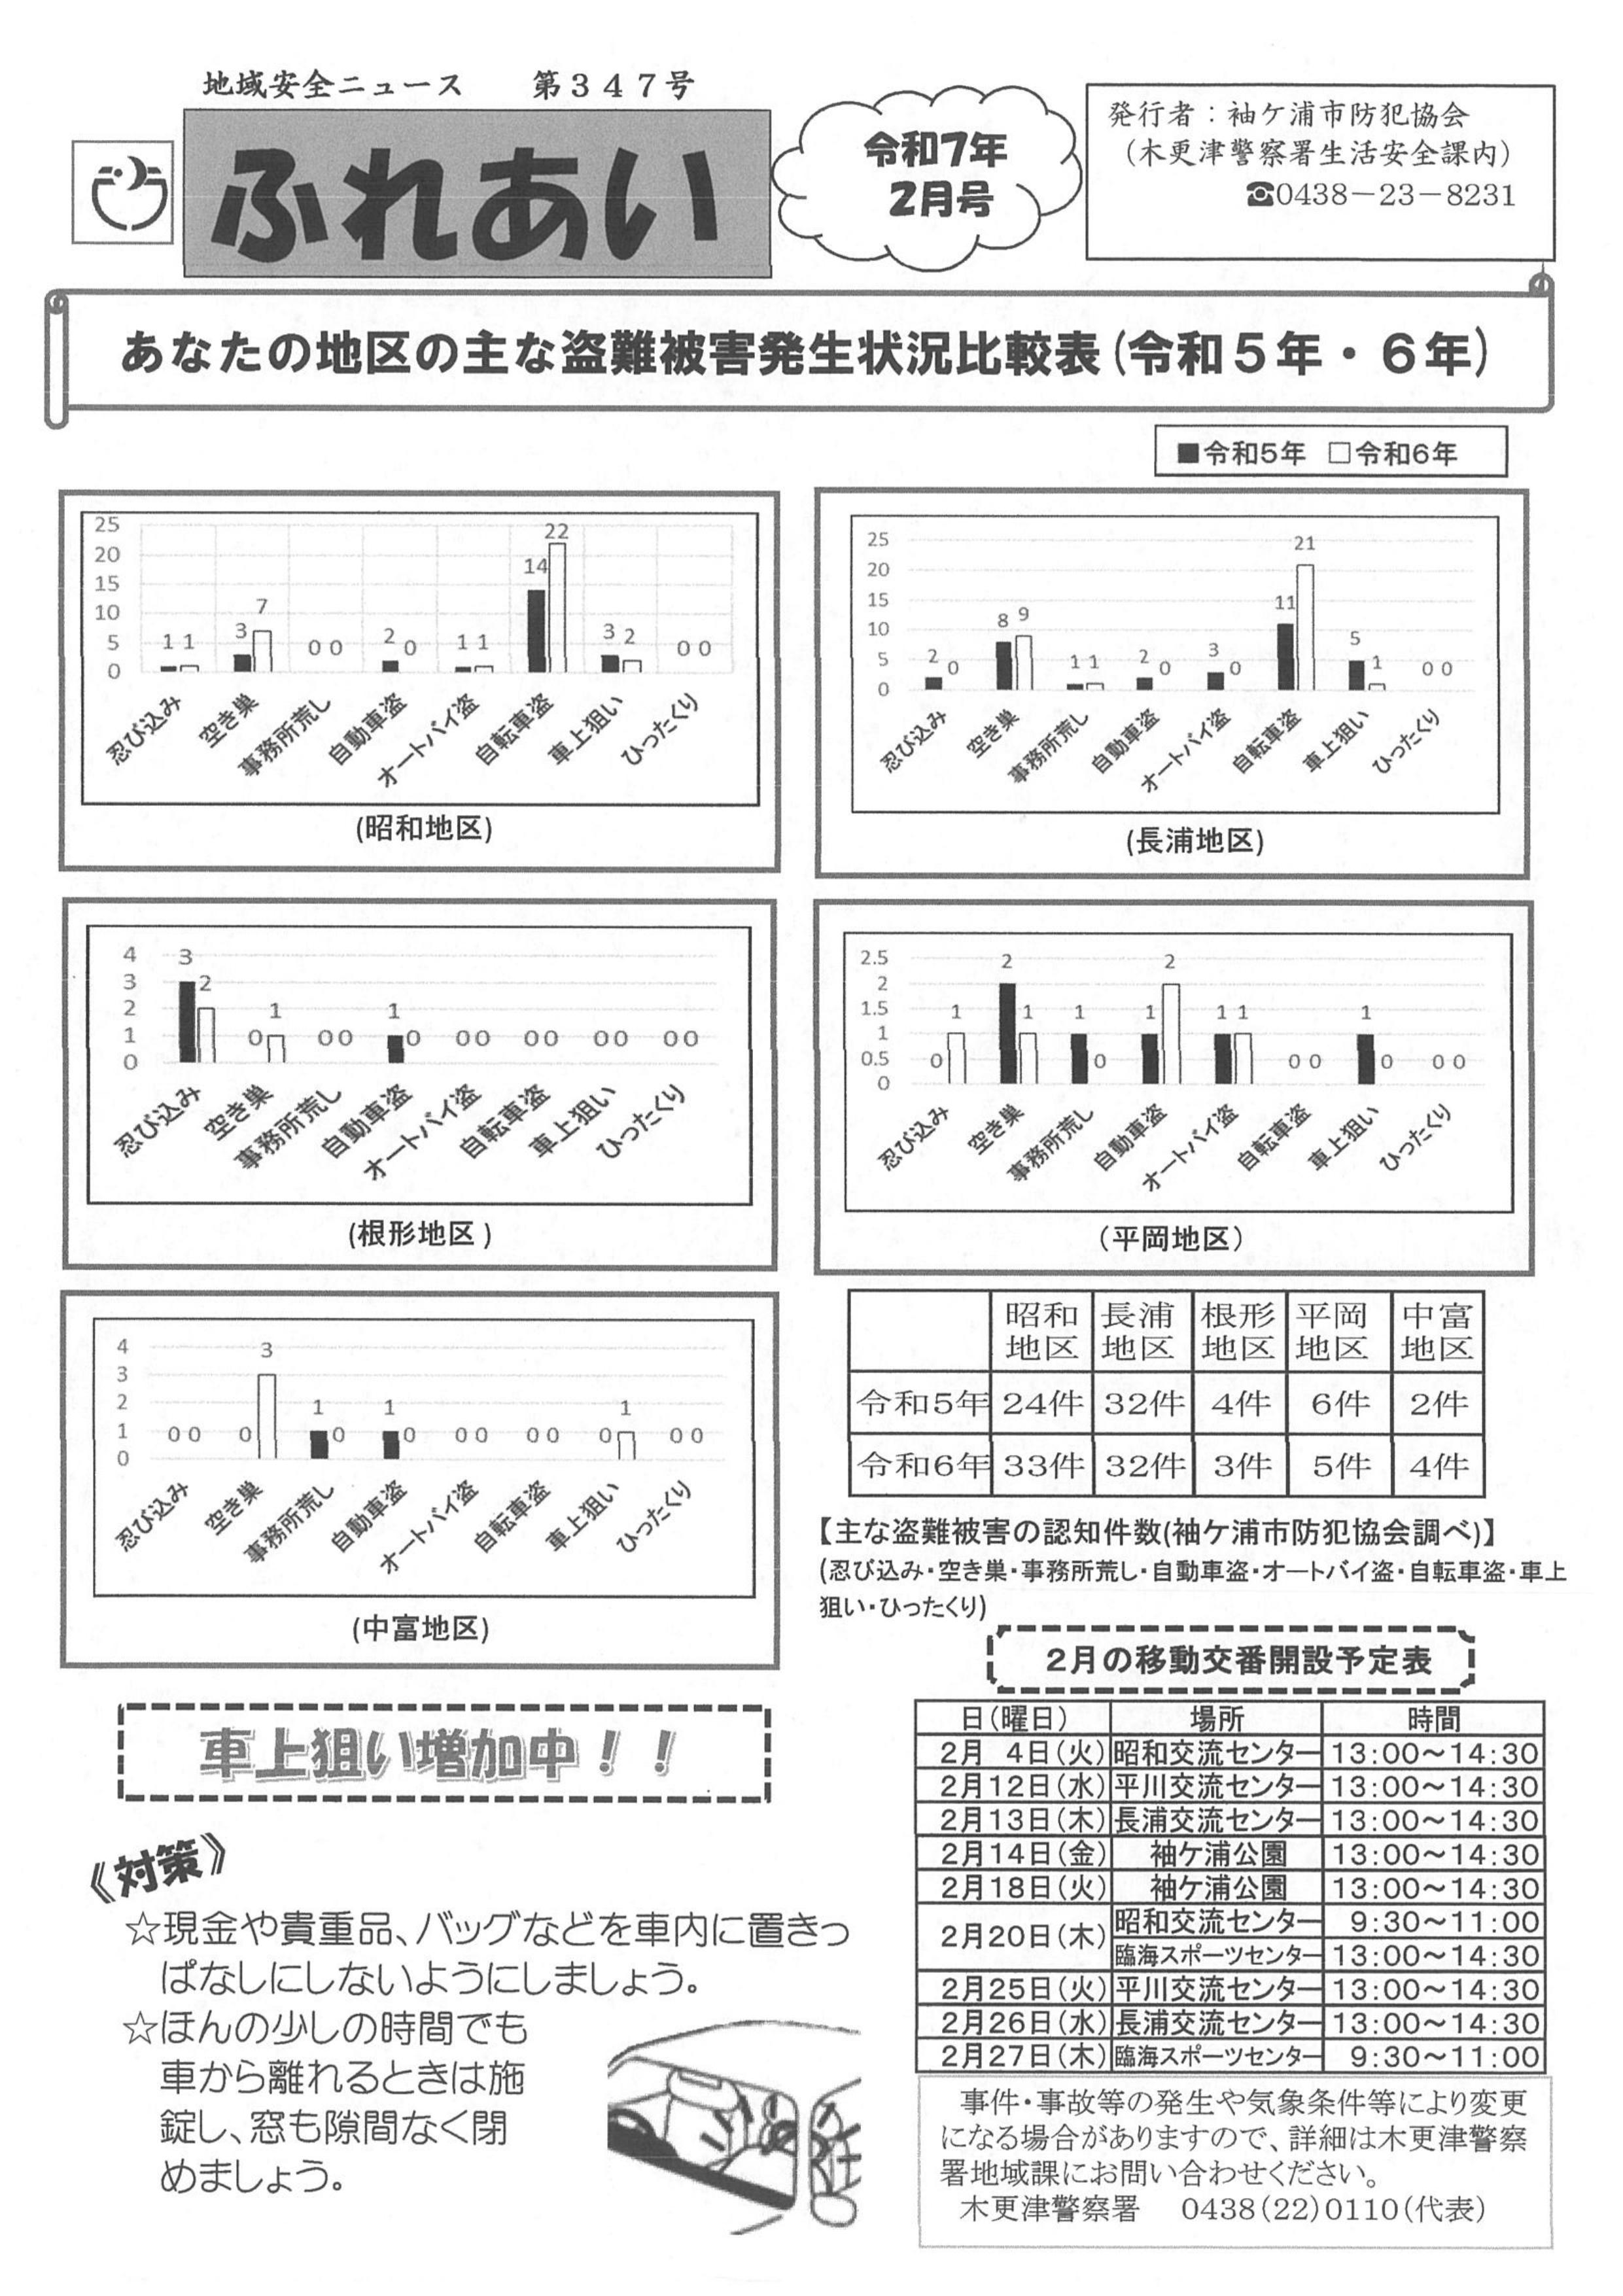 地域安全ニュース　第３４７号
ふれあい
令和7年
2月号
発行者：袖ケ浦市防犯協会
（木更津警察署生活安全課内）
☎0438－23－8231
あなたの地区の主な盗難被害発生状況比較表(令和５年・６年)
■令和5年 □令和6年
25
20
15
10
5
0
1 1 3 7 0 0 2 0 1 1 14 22 3 2 0 0
忍び込み 空き巣 事務所荒し 自動車盗 オートバイ盗 自転車盗 車上狙い ひったくり
(昭和地区)
25
20
15
10
5
0
2 0 8 9 1 1 2 0 3 0 11 21 5 1 0 0
忍び込み 空き巣 事務所荒し 自動車盗 オートバイ盗 自転車盗 車上狙い ひったくり
(長浦地区)
4
3
2
1
0
3 2 0 1 0 0 1 0 0 0 0 0 0 0 0 0
忍び込み 空き巣 事務所荒し 自動車盗 オートバイ盗 自転車盗 車上狙い ひったくり
(根形地区)
2.5
2
1.5
1
0.5
0
0 1 2 1 1 0 1 2 1 1 0 0 1 0 0 0
忍び込み 空き巣 事務所荒し 自動車盗 オートバイ盗 自転車盗 車上狙い ひったくり
（平岡地区）
4
3
2
1
0
0 0 0 3 1 0 1 0 0 0 0 0 0 1 0 0
忍び込み 空き巣 事務所荒し 自動車盗 オートバイ盗 自転車盗 車上狙い ひったくり
(中富地区)
昭和地区 長浦地区 根形地区 平岡地区 中富地区
令和5年 24件 32件 4件 6件 2件
令和6年 33件 32件 3件 5件 4件
【主な盗難被害の認知件数(袖ケ浦市防犯協会調べ)】
(忍び込み・空き巣・事務所荒し・自動車盗・オートバイ盗・自転車盗・車上
狙い・ひったくり)
車上狙い増加中！！
《対策》
☆現金や貴重品、バッグなどを車内に置きっ
ぱなしにしないようにしましょう。
☆ほんの少しの時間でも
車から離れるときは施
錠し、窓も隙間なく閉
めましょう。
２月の移動交番開設予定表
日（曜日） 場所 時間
2月 4日（火） 昭和交流センター 13:00～14:30
2月12日（水） 平川交流センター 13:00～14:30
2月13日（木） 長浦交流センター 13:00～14:30
2月14日（金） 袖ケ浦公園 13:00～14:30
2月18日（火） 袖ケ浦公園 13:00～14:30
2月20日（木） 昭和交流センター 9:30～11:00
臨海スポーツセンター 13:00～14:30
2月25日（火） 平川交流センター 13:00～14:30
2月26日（水） 長浦交流センター 13:00～14:30
2月27日（木） 臨海スポーツセンター 9:30～11:00
事件・事故等の発生や気象条件等により変更
になる場合がありますので、詳細は木更津警察
署地域課にお問い合わせください。
木更津警察署　0438(22)0110(代表)